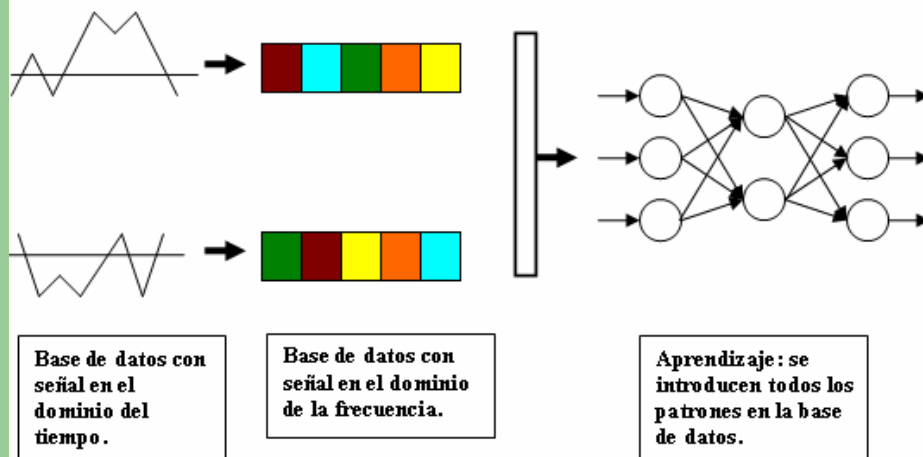 Base de datos con
señal en el
dominio del
tiempo.
Base de datos con
señal en el dominio
de la frecuencia.
Aprendizaje: se
introducen todos los
patrones en la base
de datos.